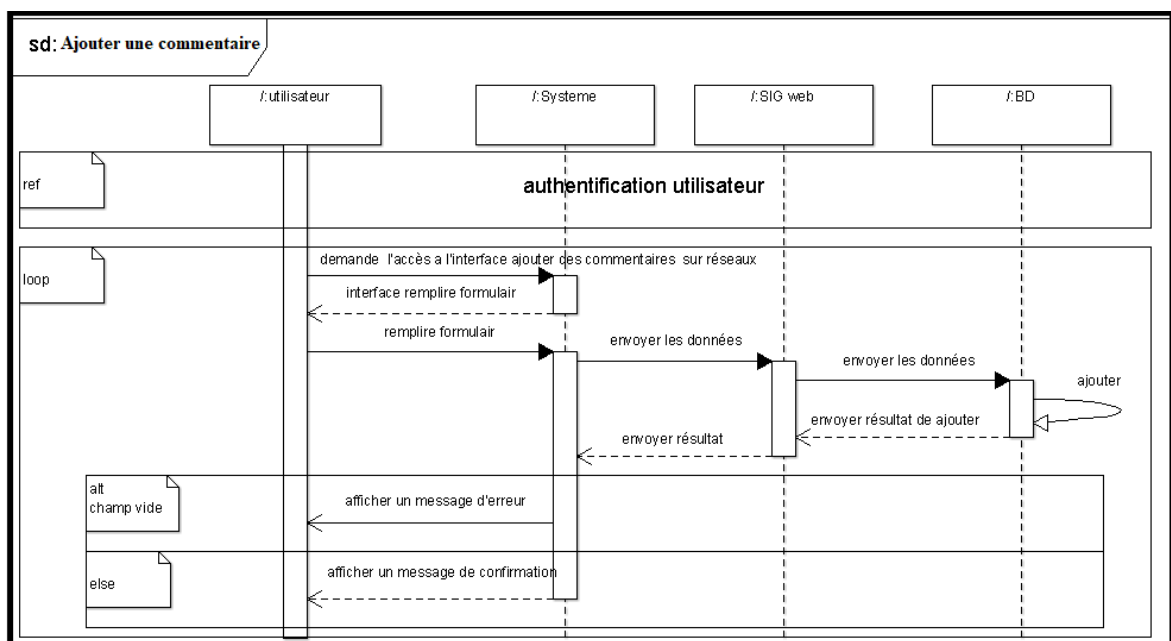 sd: Ajouter une commentaire
/:utilisateur
/:Systeme
/:SIG web
/:BD
ref
authentification utilisateur
loop
demande l'accès a l'interface ajouter des commentaires sur réseaux
interface remplire formulair
remplire formulair
envoyer les données
envoyer les données
ajouter
envoyer résultat de ajouter
envoyer résultat
alt
champ vide
afficher un message d'erreur
else
afficher un message de confirmation